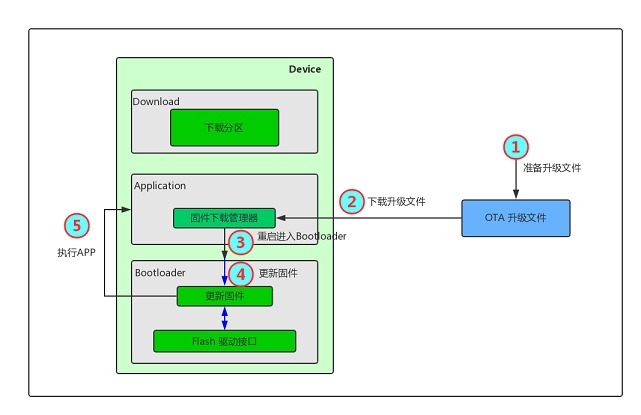 Device
Download
下载分区
1
准备升级文件
Application
2
下载升级文件
OTA 升级文件
固件下载管理器
5
3
重启进入Bootloader
执行APP
Bootloader
4
更新固件
更新固件
Flash 驱动接口